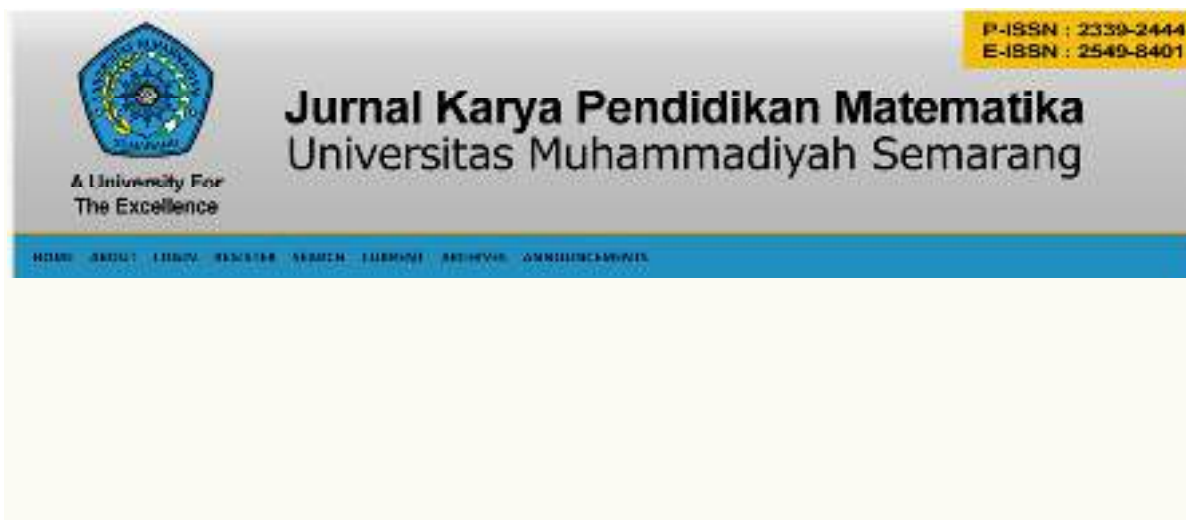 P-ISSN : 2339-2444
E-ISSN : 2549-8401
Jurnal Karya Pendidikan Matematika
Universitas Muhammadiyah Semarang
A University For
The Excellence
HOME ABOUT LOGIN REGISTER SEARCH CURRENT ARCHIVES ANNOUNCEMENTS